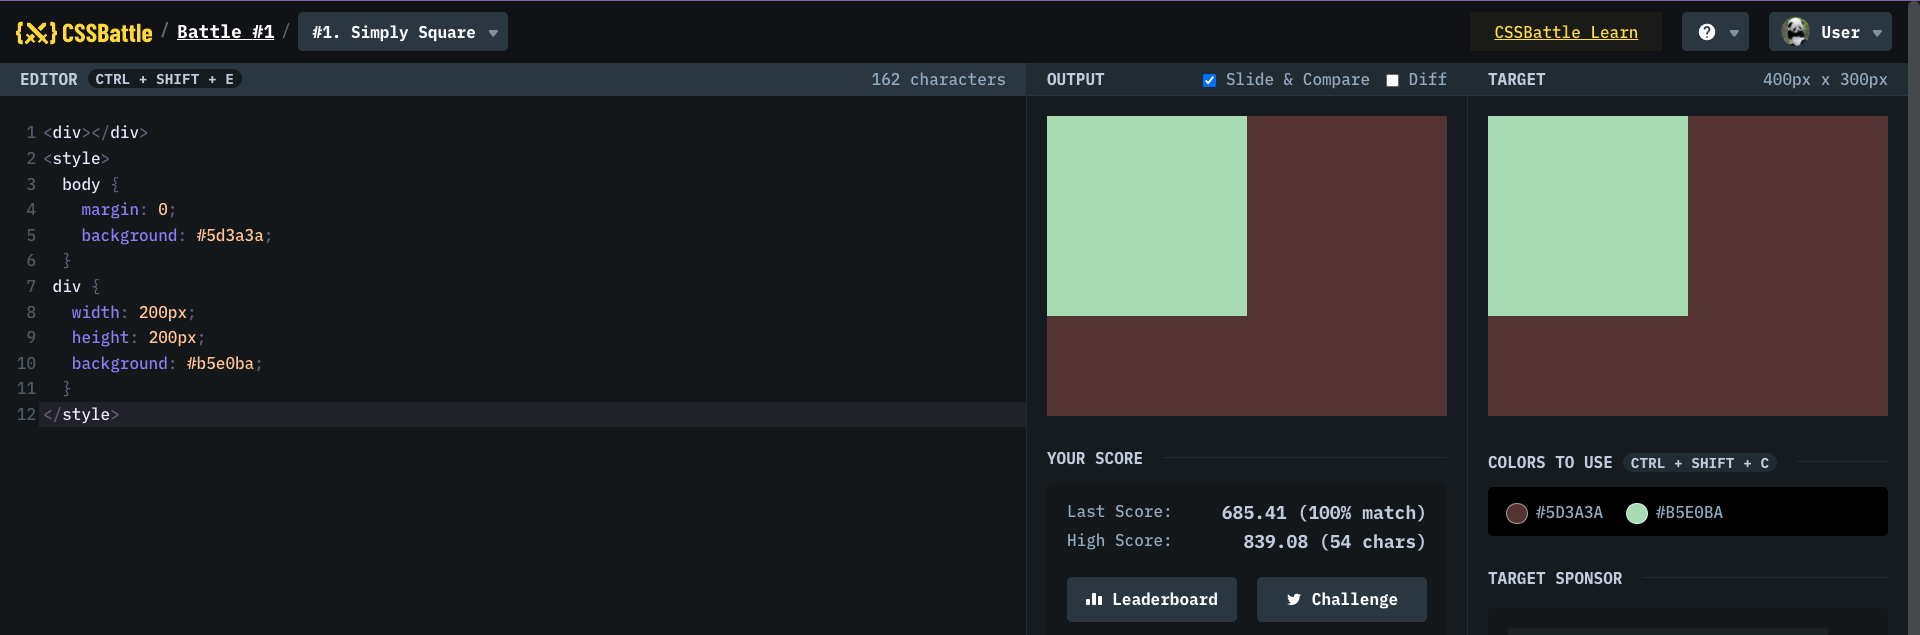 {X} CSSBattle / Battle #1 / #1. Simply Square
CSSBattle Learn
? User
EDITOR CTRL + SHIFT + E 162 characters
1 <div></div>
2 <style>
3 body {
4 margin: 0;
5 background: #5d3a3a;
6 }
7 div {
8 width: 200px;
9 height: 200px;
10 background: #b5e0ba;
11 }
12 </style>
OUTPUT Slide & Compare Diff
YOUR SCORE
Last Score: 685.41 (100% match)
High Score: 839.08 (54 chars)
Leaderboard Challenge
TARGET 400px x 300px
COLORS TO USE CTRL + SHIFT + C
#5D3A3A #B5E0BA
TARGET SPONSOR